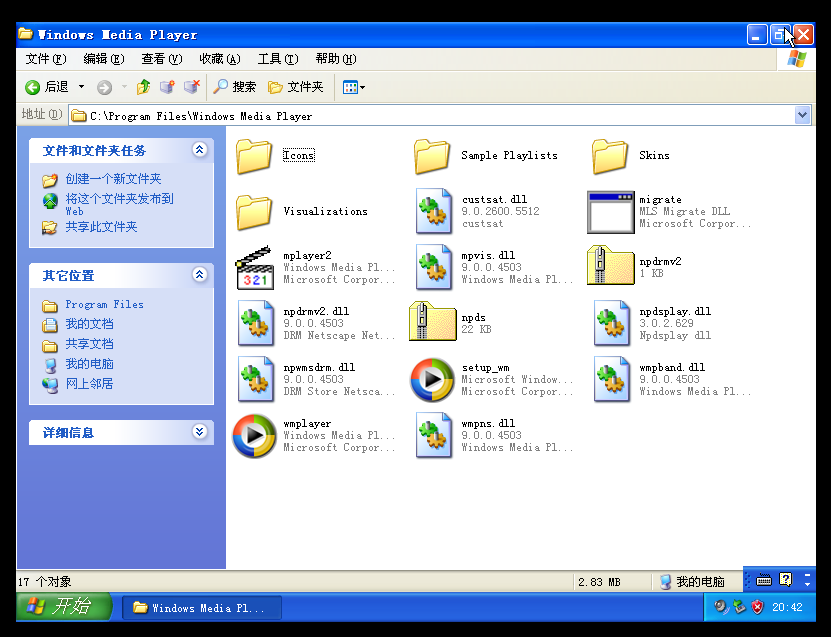 Windows Media Player
文件(F) 编辑(E) 查看(V) 收藏(A) 工具(T) 帮助(H)
后退 搜索 文件夹
地址(D) C:\Program Files\Windows Media Player
文件和文件夹任务
创建一个新文件夹
将这个文件夹发布到
Web
共享此文件夹
其它位置
Program Files
我的文档
共享文档
我的电脑
网上邻居
详细信息
Icons
Sample Playlists
Skins
Visualizations
custsat.dll
9.0.2600.5512
custsat
migrate
MLS Migrate DLL
Microsoft Corpor...
mplayer2
Windows Media Pl...
Microsoft Corpor...
mpvis.dll
9.0.0.4503
Windows Media Pl...
npdrmv2
1 KB
npdrmv2.dll
9.0.0.4503
DRM Netscape Net...
npds
22 KB
npdsplay.dll
3.0.2.629
Npdsplay dll
npwmsdrm.dll
9.0.0.4503
DRM Store Netsca...
setup_wm
Microsoft Window...
Microsoft Corpor...
wmpband.dll
9.0.0.4503
Windows Media Pl...
wmplayer
Windows Media Pl...
Microsoft Corpor...
wmpns.dll
9.0.0.4503
Windows Media Pl...
17 个对象 2.83 MB 我的电脑
开始 Windows Media Pl... 20:42